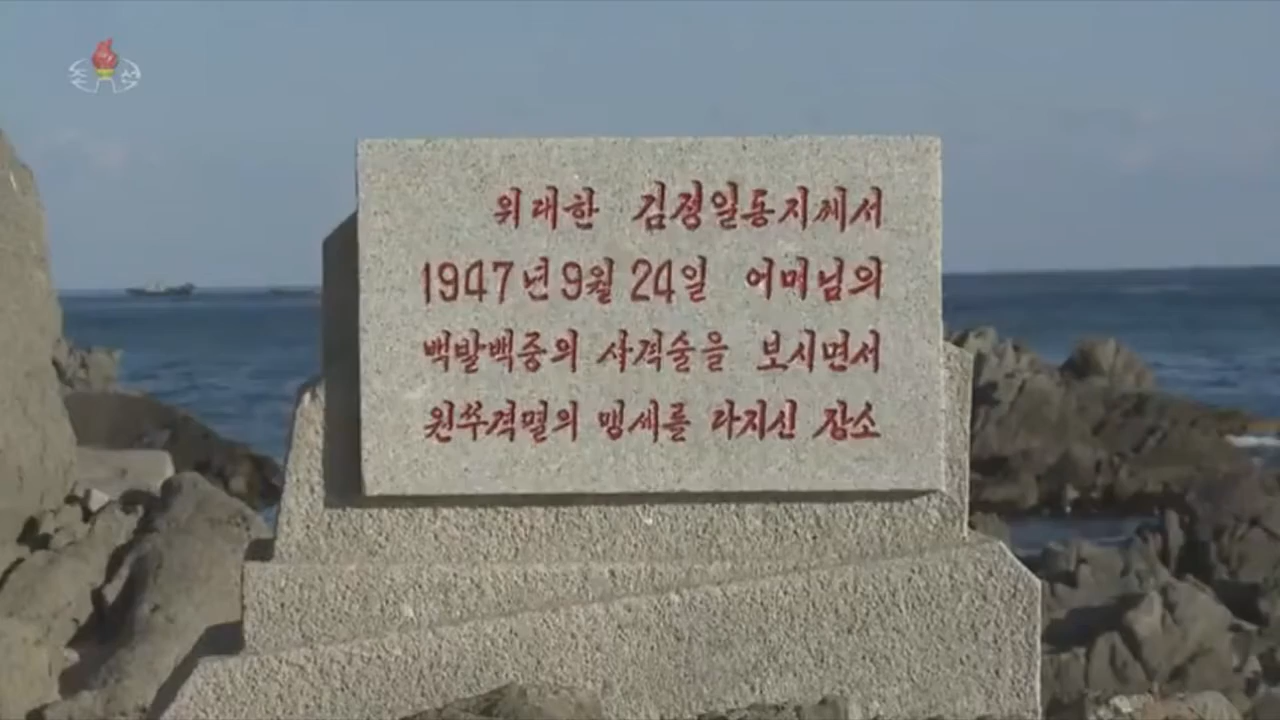 조선
위대한 김정일동지께서
1947년 9월 24일 어머님의
백발백중의 사격술을 보시면서
원쑤격멸의 맹세를 다지신 장소